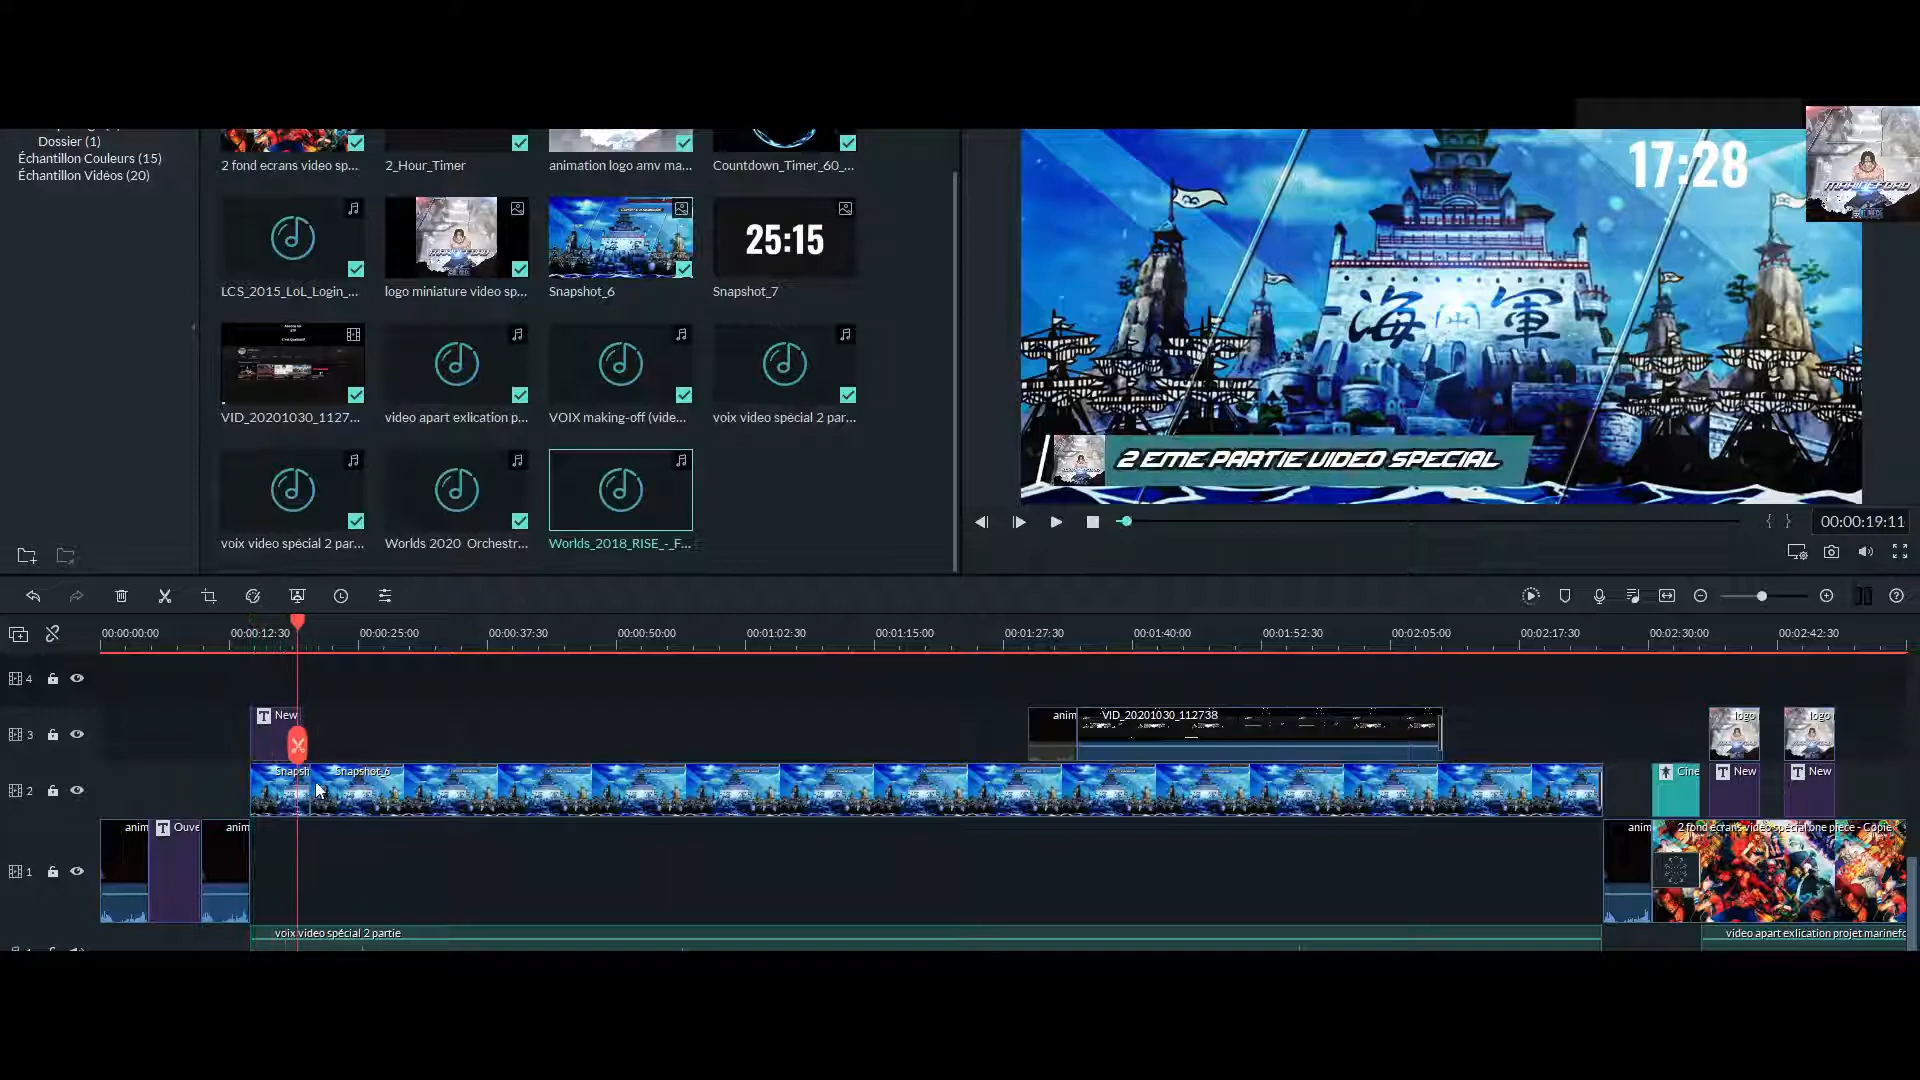 Dossier (1)
Échantillon Couleurs (15)
Échantillon Vidéos (20)
2 fond ecrans video sp...
2_Hour_Timer
animation logo amv ma...
Countdown_Timer_60_...
25:15
LCS_2015_LoL_Login_...
logo miniature video sp...
Snapshot_6
Snapshot_7
VID_20201030_1127...
video apart exlication p...
VOIX making-off (vide...
voix video spécial 2 par...
voix video spécial 2 par...
Worlds 2020 Orchestr...
Worlds_2018_RISE_-_F...
17:28
MARINEFORD
海軍
2 EME PARTIE VIDEO SPECIAL
00:00:19:11
00:00:00:00
00:00:12:30
00:00:25:00
00:00:37:30
00:00:50:00
00:01:02:30
00:01:15:00
00:01:27:30
00:01:40:00
00:01:52:30
00:02:05:00
00:02:17:30
00:02:30:00
00:02:42:30
4
3
New
anim
VID_20201030_112738
logo
logo
2
Snapsh
Snapshot_6
Cine
New
New
1
anim
Ouve
anim
anim
2 fond ecrans video spécial one piece - Copie
voix video spécial 2 partie
video apart exlication projet marinefo